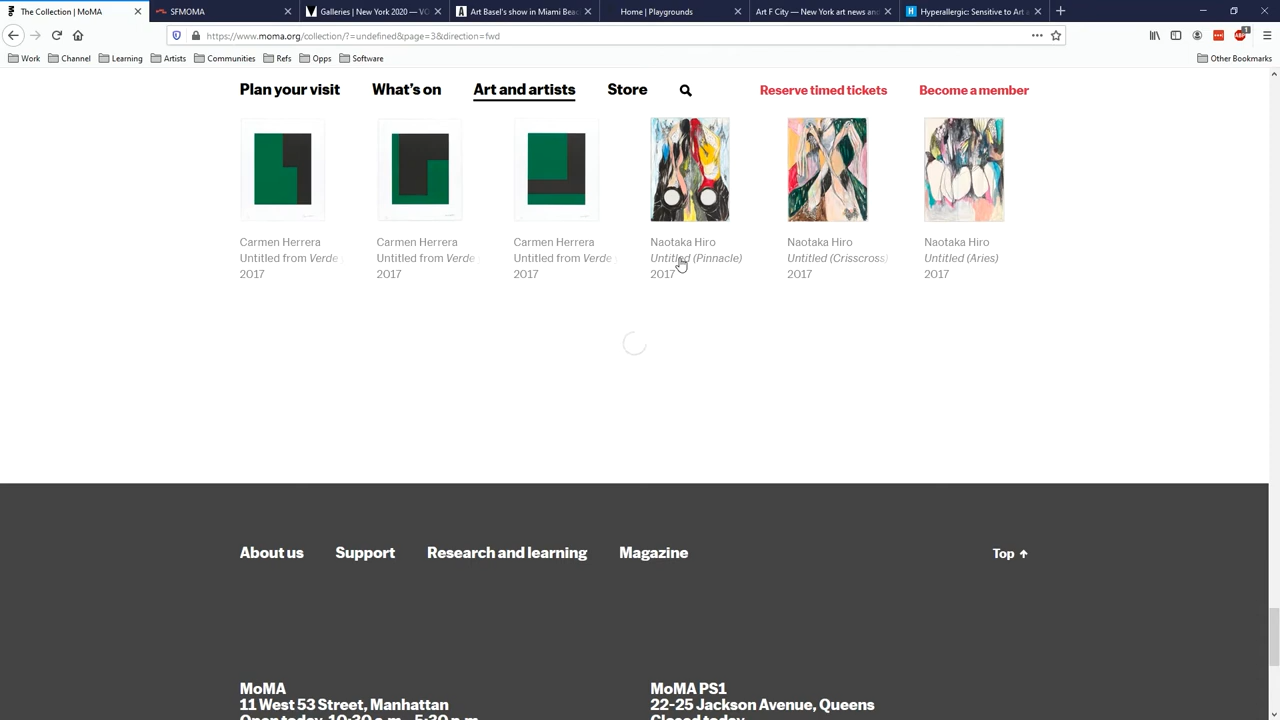 The Collection | MoMA
SFMOMA
Galleries | New York 2020 — VO
Art Basel's show in Miami Bea
Home | Playgrounds
Art F City — New York art news an
Hyperallergic: Sensitive to Art
https://www.moma.org/collection/?=undefined&page=3&direction=fwd
Work
Channel
Learning
Artists
Communities
Refs
Opps
Software
Other Bookmarks
Plan your visit
What's on
Art and artists
Store
Reserve timed tickets
Become a member
Carmen Herrera
Untitled from Verde
2017
Carmen Herrera
Untitled from Verde
2017
Carmen Herrera
Untitled from Verde
2017
Naotaka Hiro
Untitled (Pinnacle)
2017
Naotaka Hiro
Untitled (Crisscross)
2017
Naotaka Hiro
Untitled (Aries)
2017
About us
Support
Research and learning
Magazine
Top ↑
MoMA
11 West 53 Street, Manhattan
Open today, 10:30 a.m.–5:30 p.m.
MoMA PS1
22-25 Jackson Avenue, Queens
Closed today